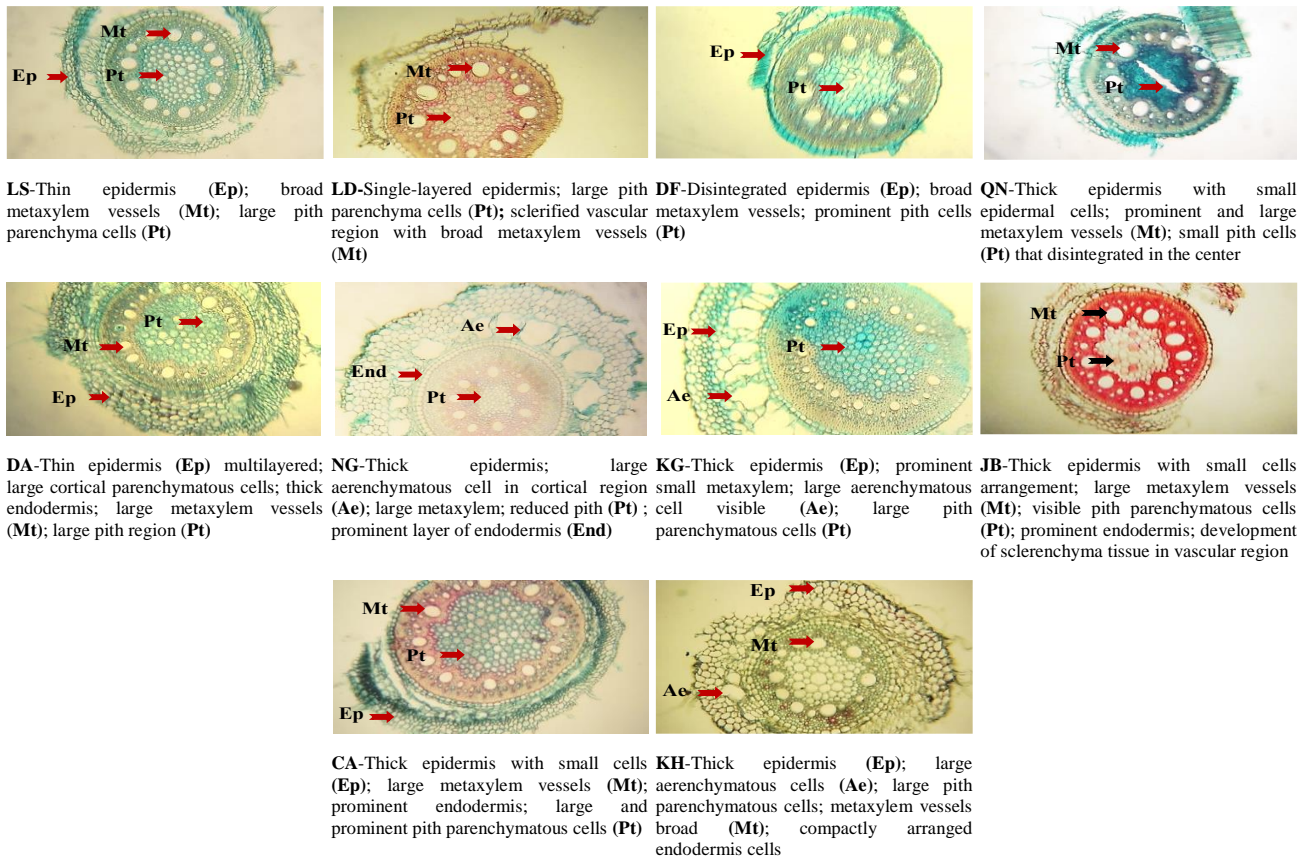 Mt
Ep
Pt
Mt
Pt
Ep
Pt
Mt
Pt
LS-Thin epidermis (Ep); broad
metaxylem vessels (Mt); large pith
parenchyma cells (Pt)
LD-Single-layered epidermis; large pith
parenchyma cells (Pt); sclerified vascular
region with broad metaxylem vessels
(Mt)
DF-Disintegrated epidermis (Ep); broad
metaxylem vessels; prominent pith cells
(Pt)
QN-Thick epidermis with small
epidermal cells; prominent and large
metaxylem vessels (Mt); small pith cells
(Pt) that disintegrated in the center
Pt
Mt
Ep
Ae
End
Pt
Ep
Pt
Ae
Mt
Pt
DA-Thin epidermis (Ep) multilayered;
large cortical parenchymatous cells; thick
endodermis; large metaxylem vessels
(Mt); large pith region (Pt)
NG-Thick epidermis; large
aerenchymatous cell in cortical region
(Ae); large metaxylem; reduced pith (Pt) ;
prominent layer of endodermis (End)
KG-Thick epidermis (Ep); prominent
small metaxylem; large aerenchymatous
cell visible (Ae); large pith
parenchymatous cells (Pt)
JB-Thick epidermis with small cells
arrangement; large metaxylem vessels
(Mt); visible pith parenchymatous cells
(Pt); prominent endodermis; development
of sclerenchyma tissue in vascular region
Mt
Pt
Ep
Ep
Mt
Ae
CA-Thick epidermis with small cells
(Ep); large metaxylem vessels (Mt);
prominent endodermis; large and
prominent pith parenchymatous cells (Pt)
KH-Thick epidermis (Ep); large
aerenchymatous cells (Ae); large pith
parenchymatous cells; metaxylem vessels
broad (Mt); compactly arranged
endodermis cells